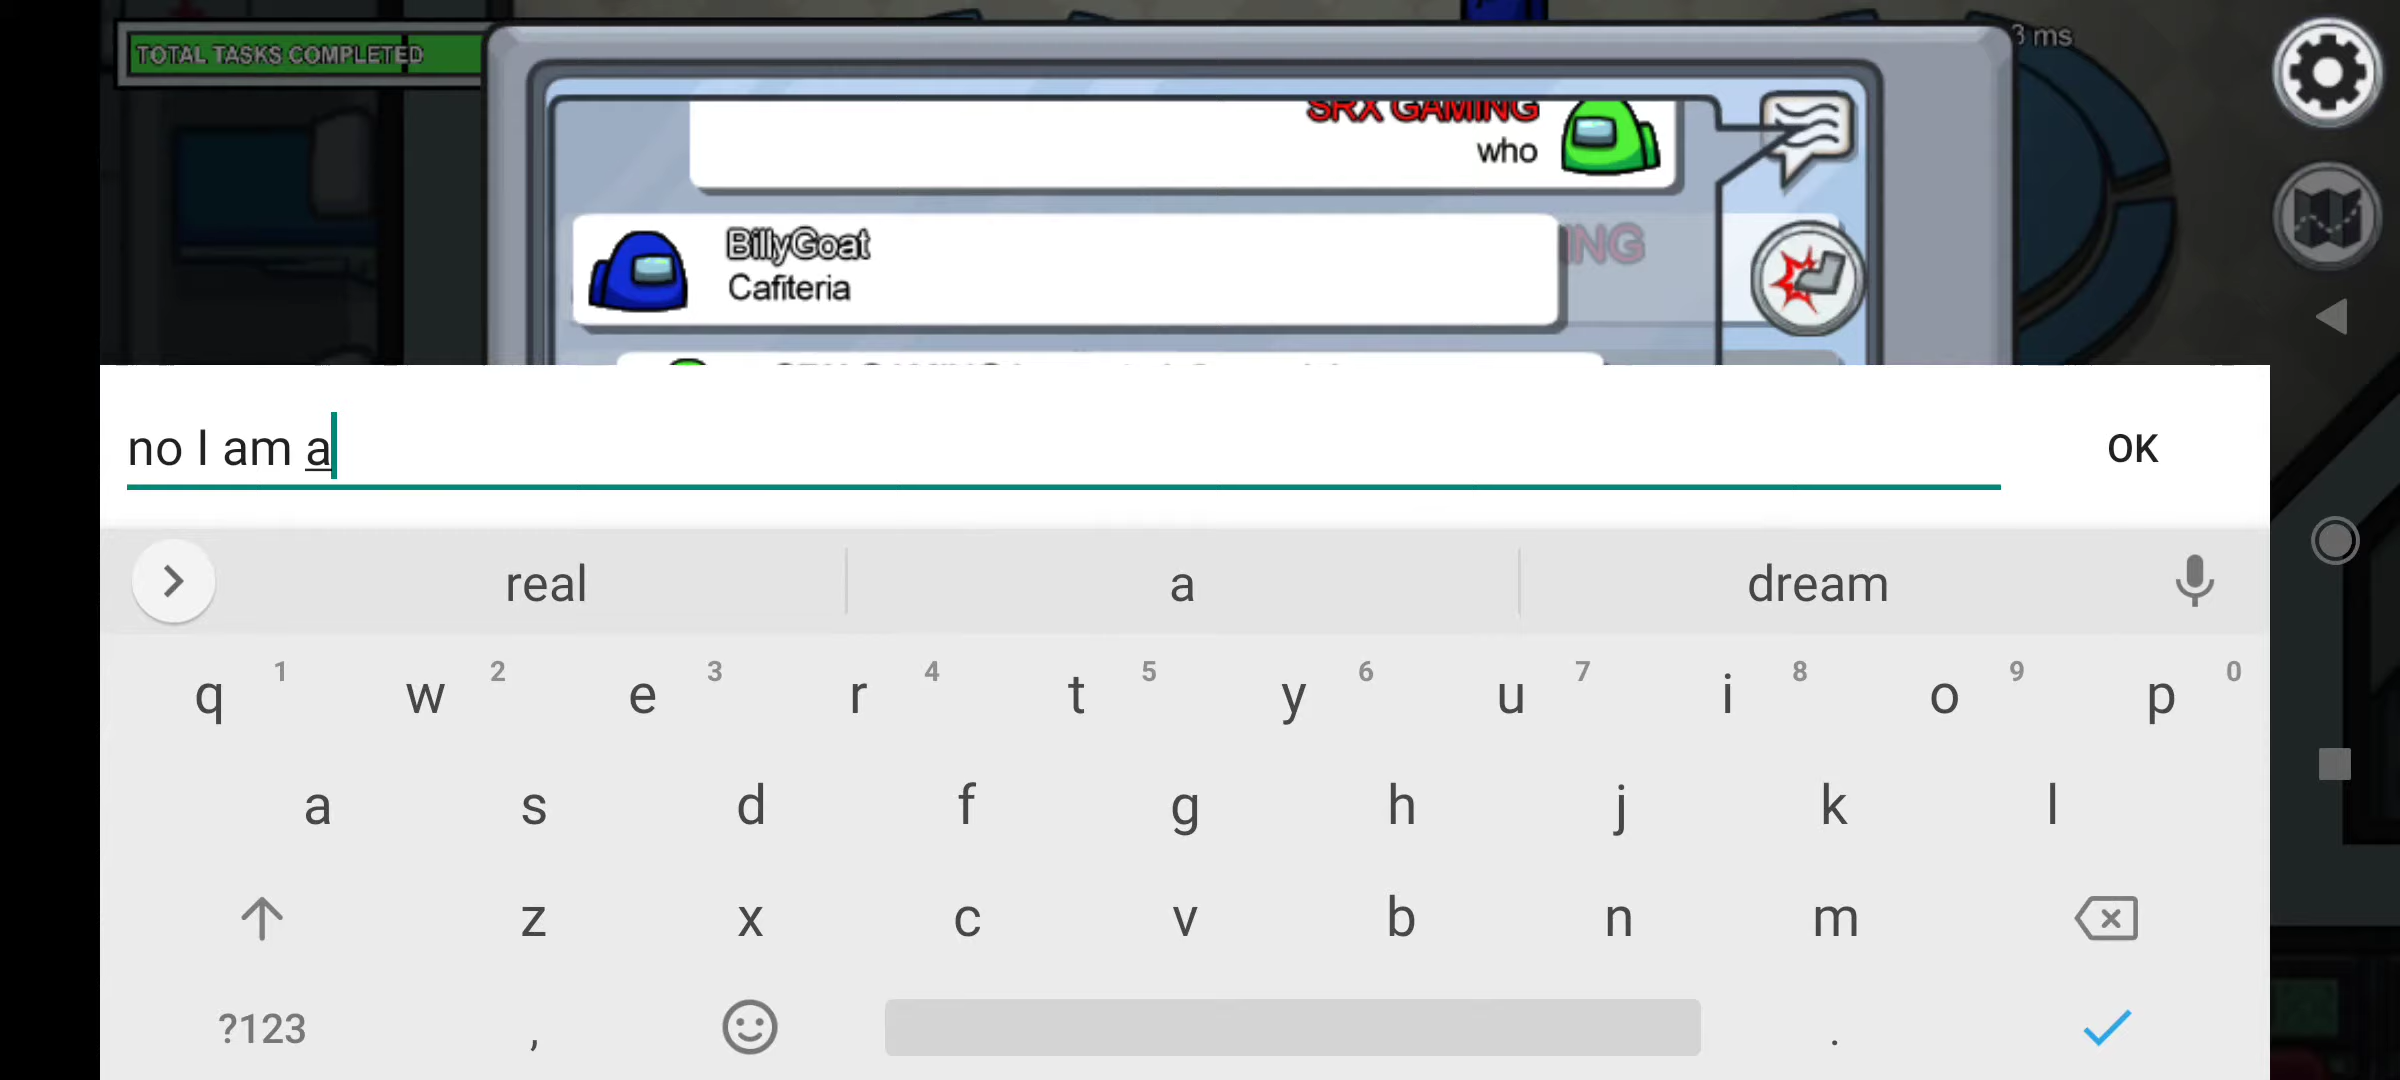 TOTAL TASKS COMPLETED
3 ms
SRX GAMING
who
BillyGoat
ING
Cafiteria
no I am a
OK
real a dream
q 1 w 2 e 3 r 4 t 5 y 6 u 7 i 8 o 9 p 0
a s d f g h j k l
z x c v b n m
?123 , .